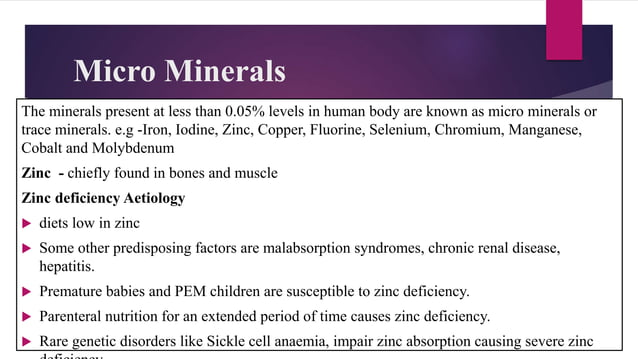 Micro Minerals
The minerals present at less than 0.05% levels in human body are known as micro minerals or
trace minerals. e.g -Iron, Iodine, Zinc, Copper, Fluorine, Selenium, Chromium, Manganese,
Cobalt and Molybdenum
Zinc - chiefly found in bones and muscle
Zinc deficiency Aetiology
diets low in zinc
Some other predisposing factors are malabsorption syndromes, chronic renal disease,
hepatitis.
Premature babies and PEM children are susceptible to zinc deficiency.
Parenteral nutrition for an extended period of time causes zinc deficiency.
Rare genetic disorders like Sickle cell anaemia, impair zinc absorption causing severe zinc
deficiency